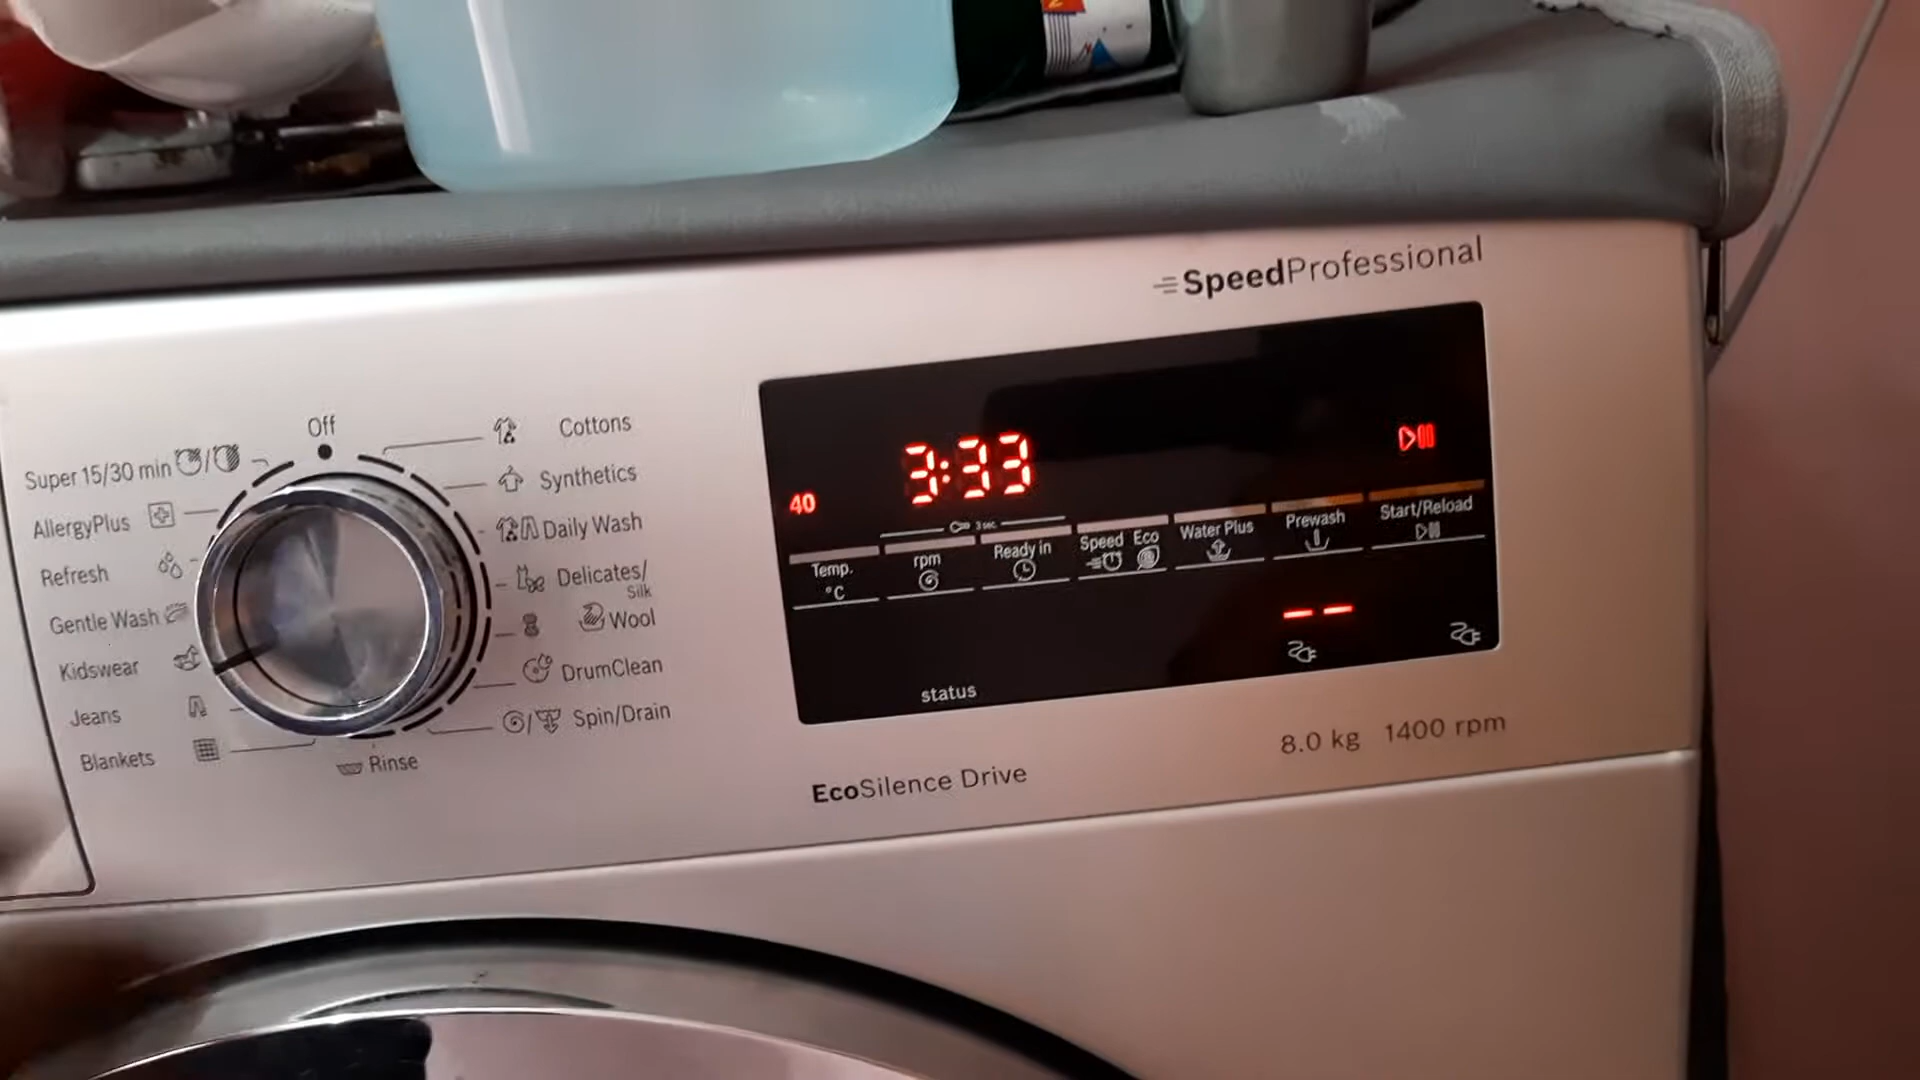 SpeedProfessional
Off
Super 15/30 min
AllergyPlus
Refresh
Gentle Wash
Kidswear
Jeans
Blankets
Rinse
Cottons
Synthetics
Daily Wash
Delicates/
Silk
Wool
DrumClean
Spin/Drain
40
3:33
3 sec.
Temp.
°C
rpm
Ready in
Speed Eco
Water Plus
Prewash
Start/Reload
status
EcoSilence Drive
8.0 kg 1400 rpm